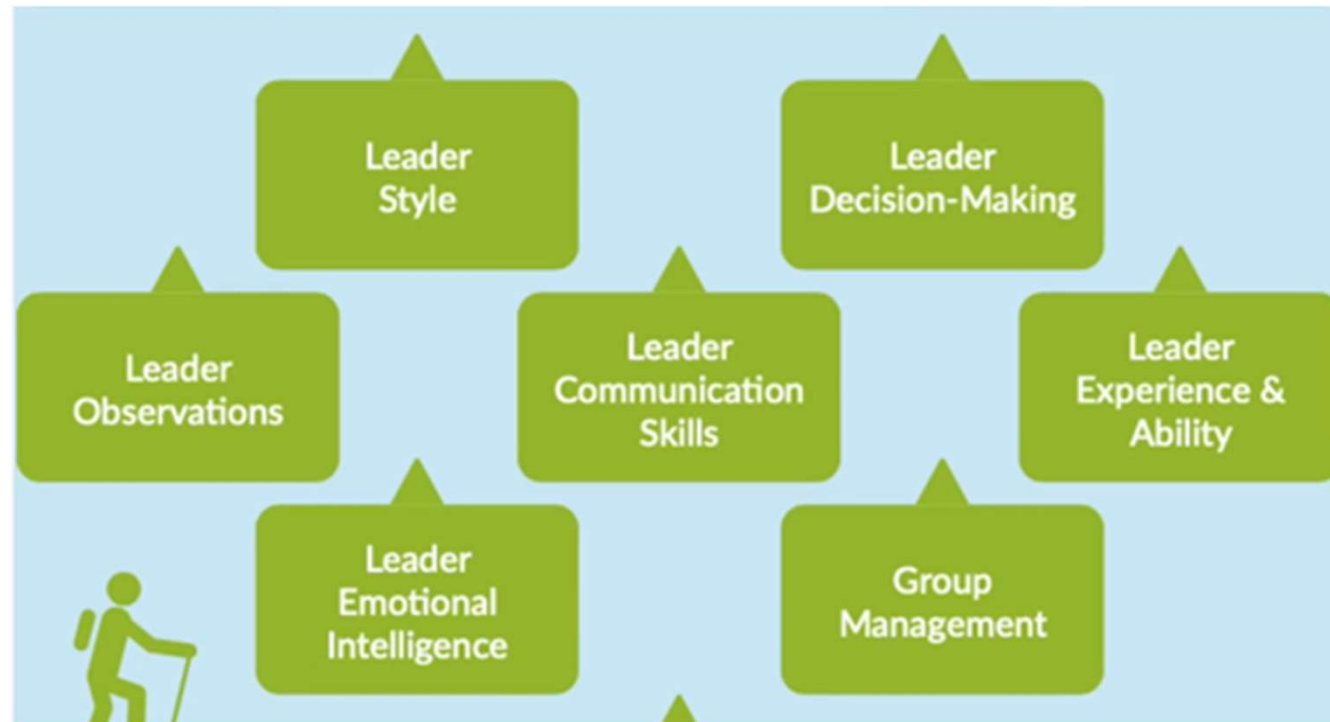 Leader
Style
Leader
Decision-Making
Leader
Observations
Leader
Communication
Skills
Leader
Experience &
Ability
Leader
Emotional
Intelligence
Group
Management